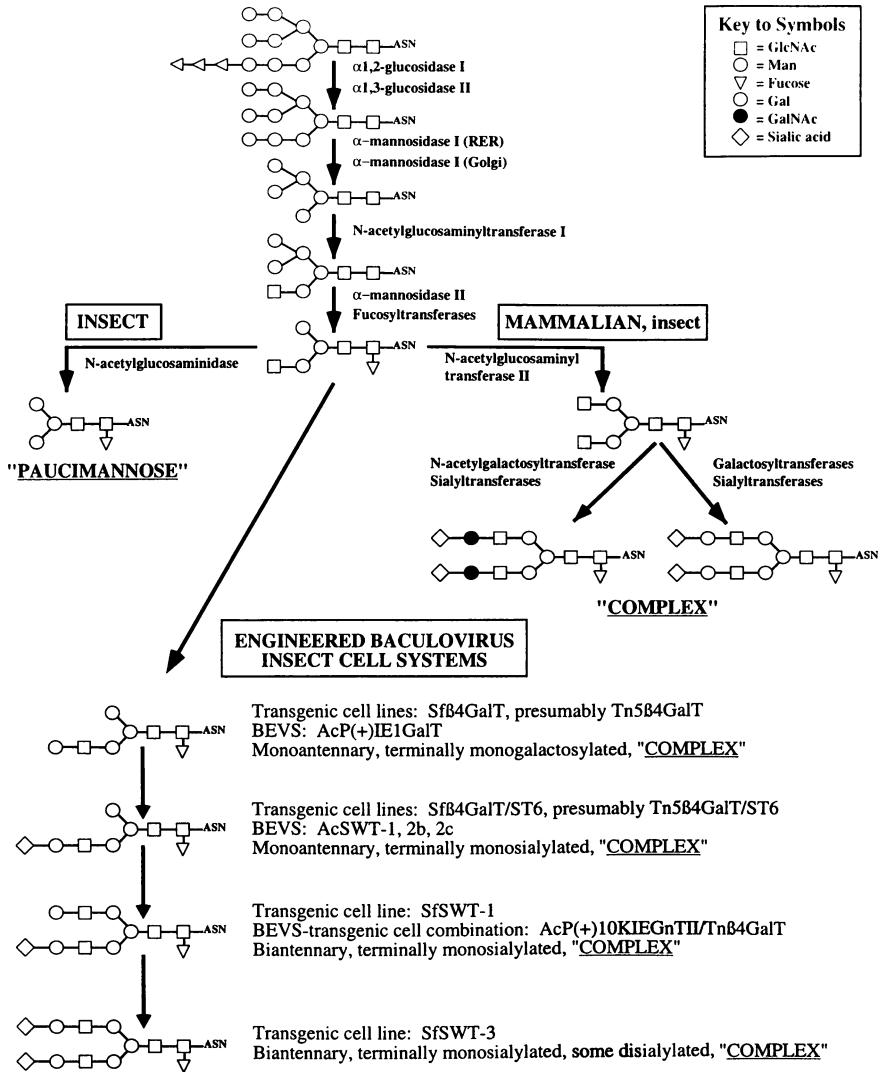 Key to Symbols
= GlcNAc
= Man
= Fucose
= Gal
= GalNAc
= Sialic acid
ASN
α1,2-glucosidase I
α1,3-glucosidase II
ASN
α-mannosidase I (RER)
α-mannosidase I (Golgi)
ASN
N-acetylglucosaminyltransferase I
ASN
α-mannosidase II
Fucosyltransferases
INSECT
MAMMALIAN, insect
ASN
N-acetylglucosaminidase
N-acetylglucosaminyl
transferase II
ASN
ASN
"PAUCIMANNOSE"
N-acetylgalactosyltransferase
Sialyltransferases
Galactosyltransferases
Sialyltransferases
ASN
ASN
"COMPLEX"
ENGINEERED BACULOVIRUS
INSECT CELL SYSTEMS
ASN
Transgenic cell lines: Sfß4GalT, presumably Tn5ß4GalT
BEVS: AcP(+)IE1GalT
Monoantennary, terminally monogalactosylated, "COMPLEX"
ASN
Transgenic cell lines: Sfß4GalT/ST6, presumably Tn5ß4GalT/ST6
BEVS: AcSWT-1, 2b, 2c
Monoantennary, terminally monosialylated, "COMPLEX"
ASN
Transgenic cell line: SfSWT-1
BEVS-transgenic cell combination: AcP(+)10KIEGnTII/Tnß4GalT
Biantennary, terminally monosialylated, "COMPLEX"
ASN
Transgenic cell line: SfSWT-3
Biantennary, terminally monosialylated, some disialylated, "COMPLEX"